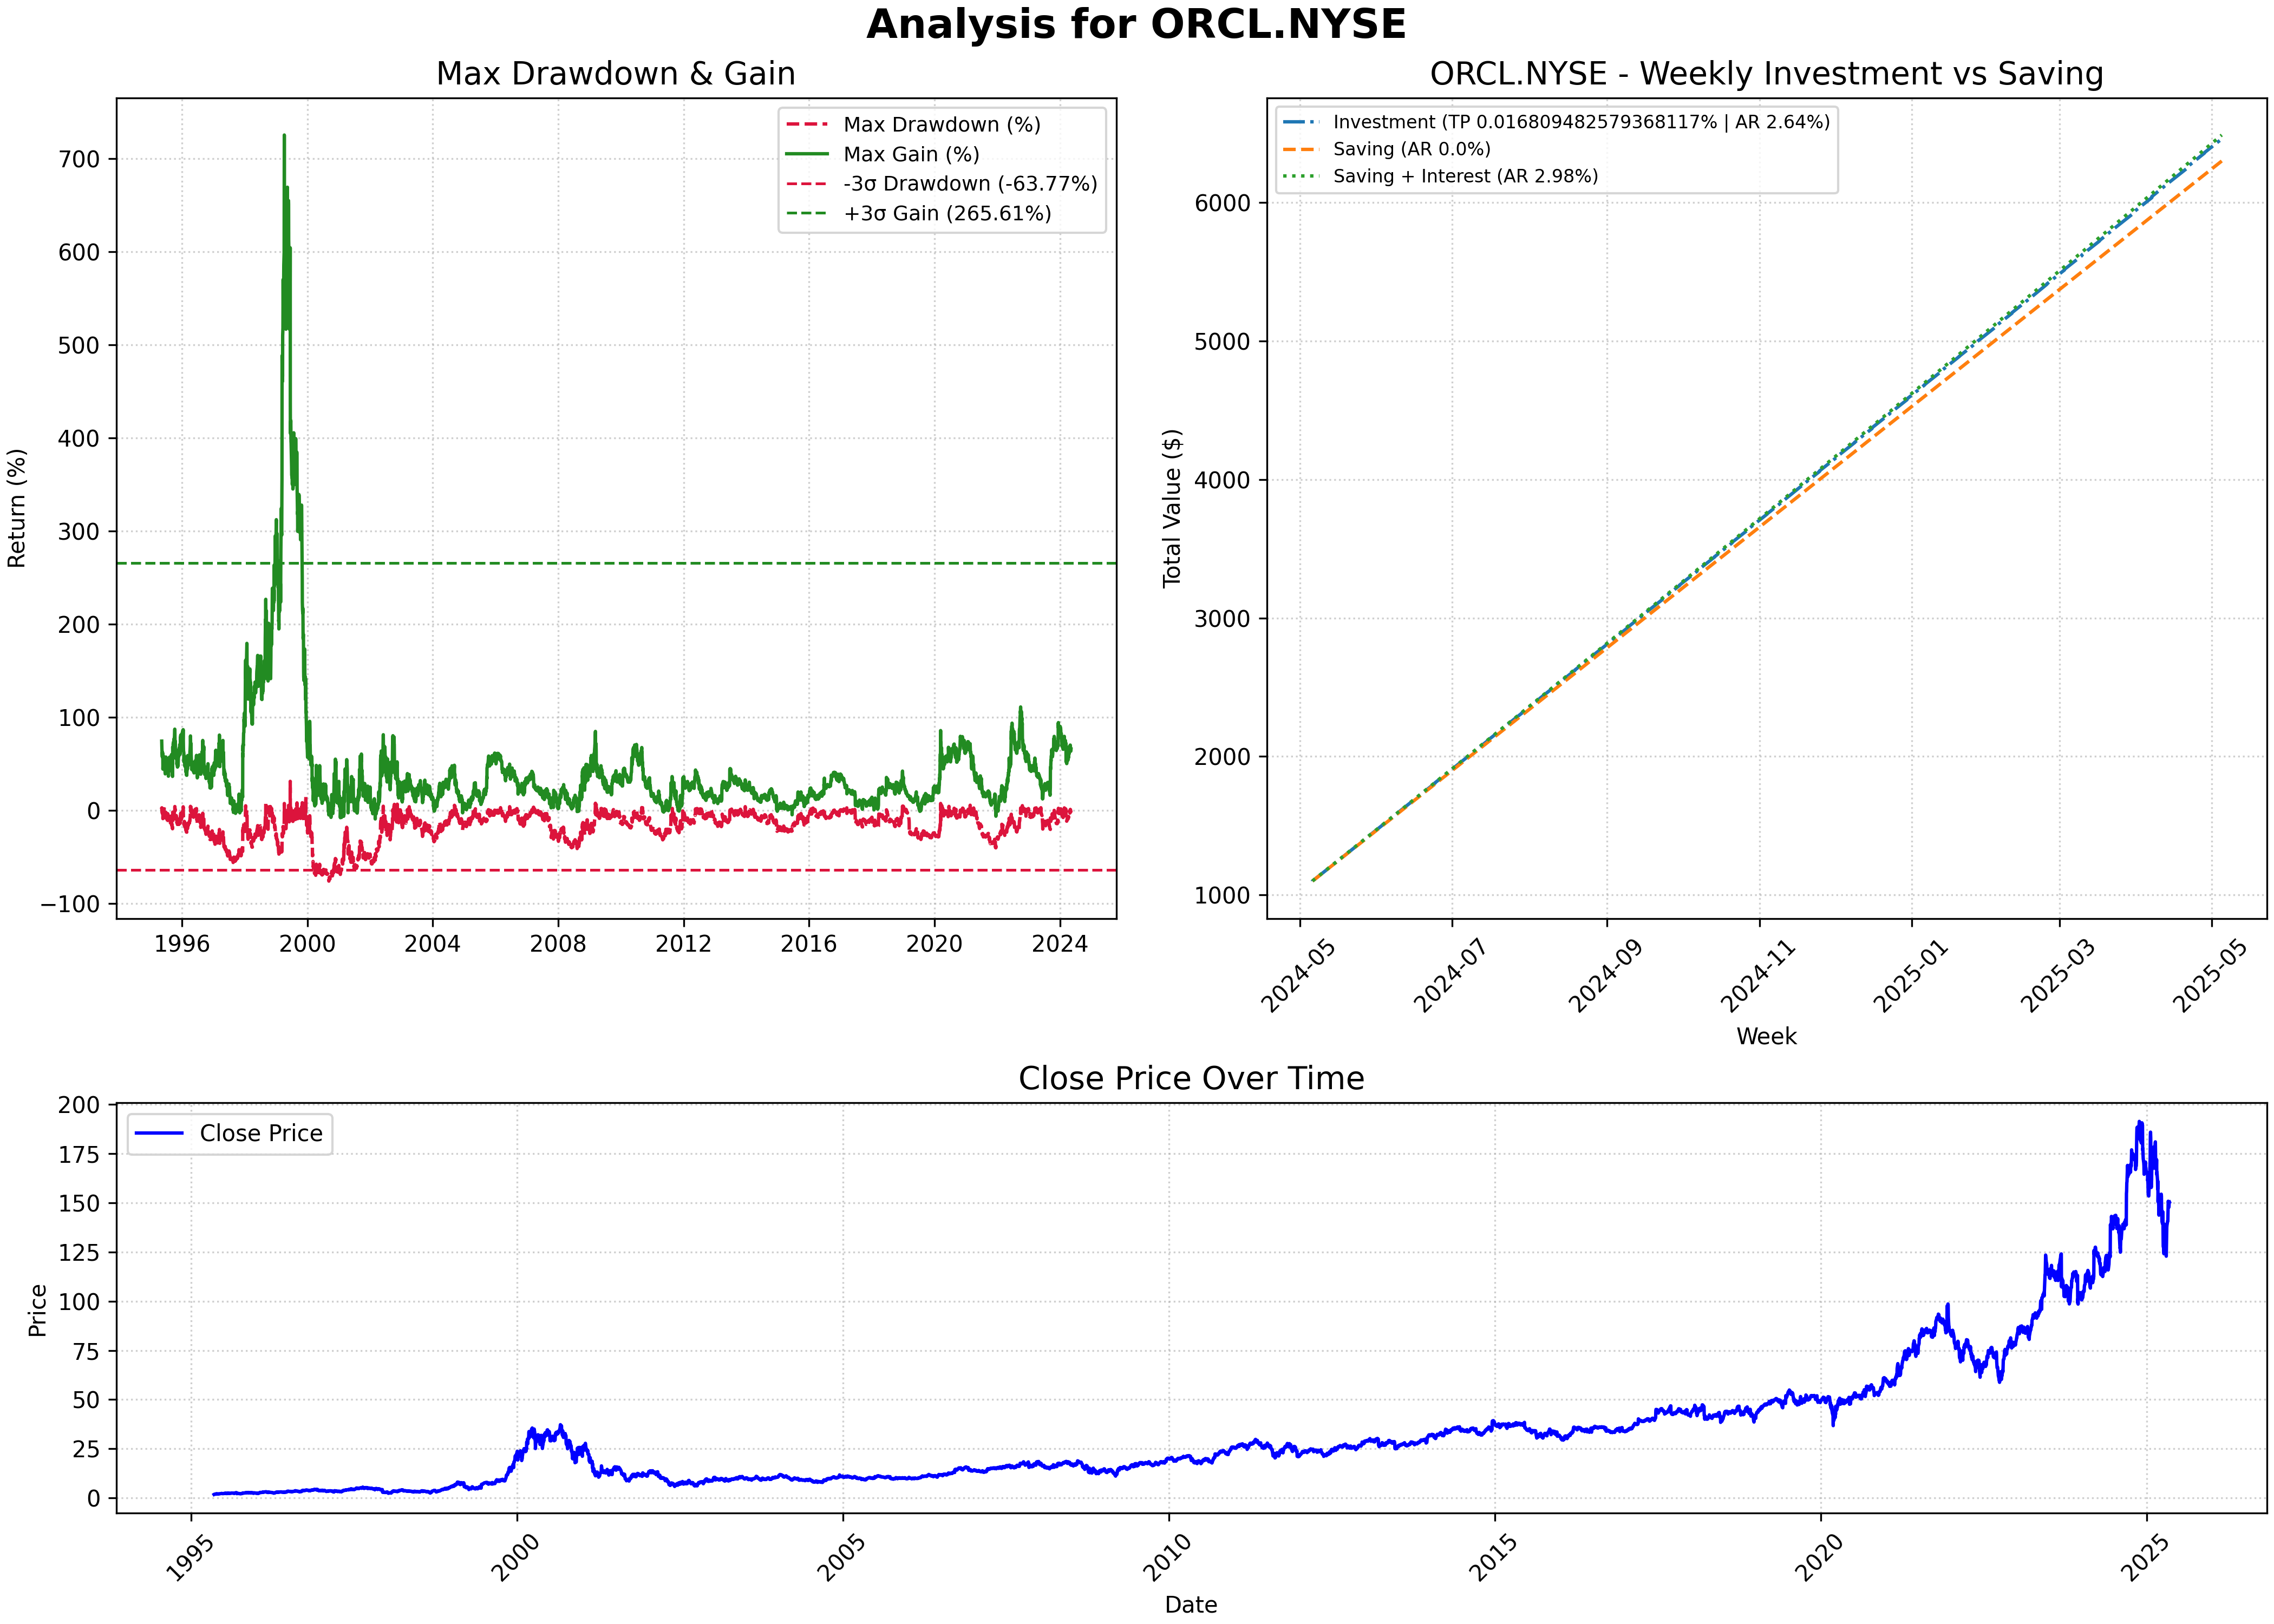 Analysis for ORCL.NYSE
Max Drawdown & Gain
Max Drawdown (%)
Max Gain (%)
-3σ Drawdown (-63.77%)
+3σ Gain (265.61%)
Return (%)
700
600
500
400
300
200
100
0
−100
1996 2000 2004 2008 2012 2016 2020 2024
ORCL.NYSE - Weekly Investment vs Saving
Investment (TP 0.016809482579368117% | AR 2.64%)
Saving (AR 0.0%)
Saving + Interest (AR 2.98%)
Total Value ($)
6000
5000
4000
3000
2000
1000
2024-05 2024-07 2024-09 2024-11 2025-01 2025-03 2025-05
Week
Close Price Over Time
Close Price
Price
200
175
150
125
100
75
50
25
0
1995 2000 2005 2010 2015 2020 2025
Date